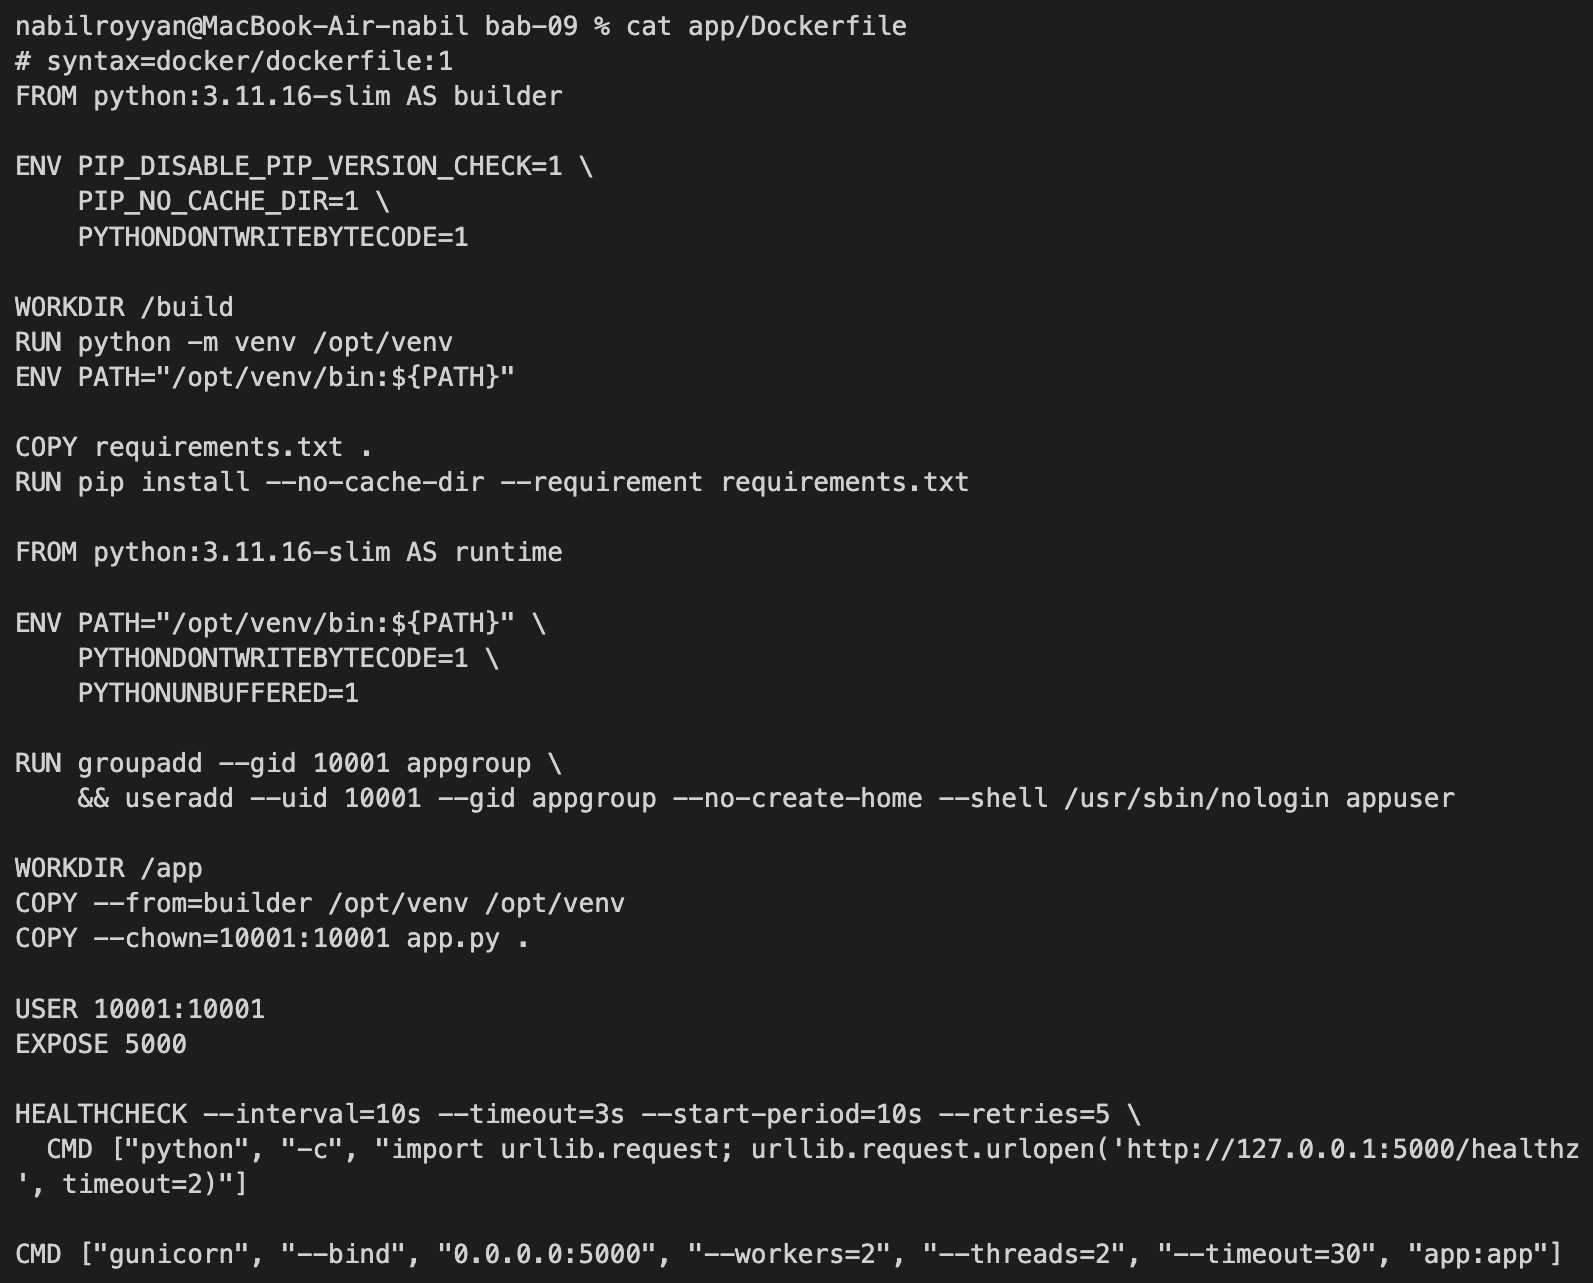 nabilroyyan@MacBook-Air-nabil bab-09 % cat app/Dockerfile
# syntax=docker/dockerfile:1
FROM python:3.11.16-slim AS builder

ENV PIP_DISABLE_PIP_VERSION_CHECK=1 \
    PIP_NO_CACHE_DIR=1 \
    PYTHONDONTWRITEBYTECODE=1

WORKDIR /build
RUN python -m venv /opt/venv
ENV PATH="/opt/venv/bin:${PATH}"

COPY requirements.txt .
RUN pip install --no-cache-dir --requirement requirements.txt

FROM python:3.11.16-slim AS runtime

ENV PATH="/opt/venv/bin:${PATH}" \
    PYTHONDONTWRITEBYTECODE=1 \
    PYTHONUNBUFFERED=1

RUN groupadd --gid 10001 appgroup \
    && useradd --uid 10001 --gid appgroup --no-create-home --shell /usr/sbin/nologin appuser

WORKDIR /app
COPY --from=builder /opt/venv /opt/venv
COPY --chown=10001:10001 app.py .

USER 10001:10001
EXPOSE 5000

HEALTHCHECK --interval=10s --timeout=3s --start-period=10s --retries=5 \
  CMD ["python", "-c", "import urllib.request; urllib.request.urlopen('http://127.0.0.1:5000/healthz
', timeout=2)"]

CMD ["gunicorn", "--bind", "0.0.0.0:5000", "--workers=2", "--threads=2", "--timeout=30", "app:app"]